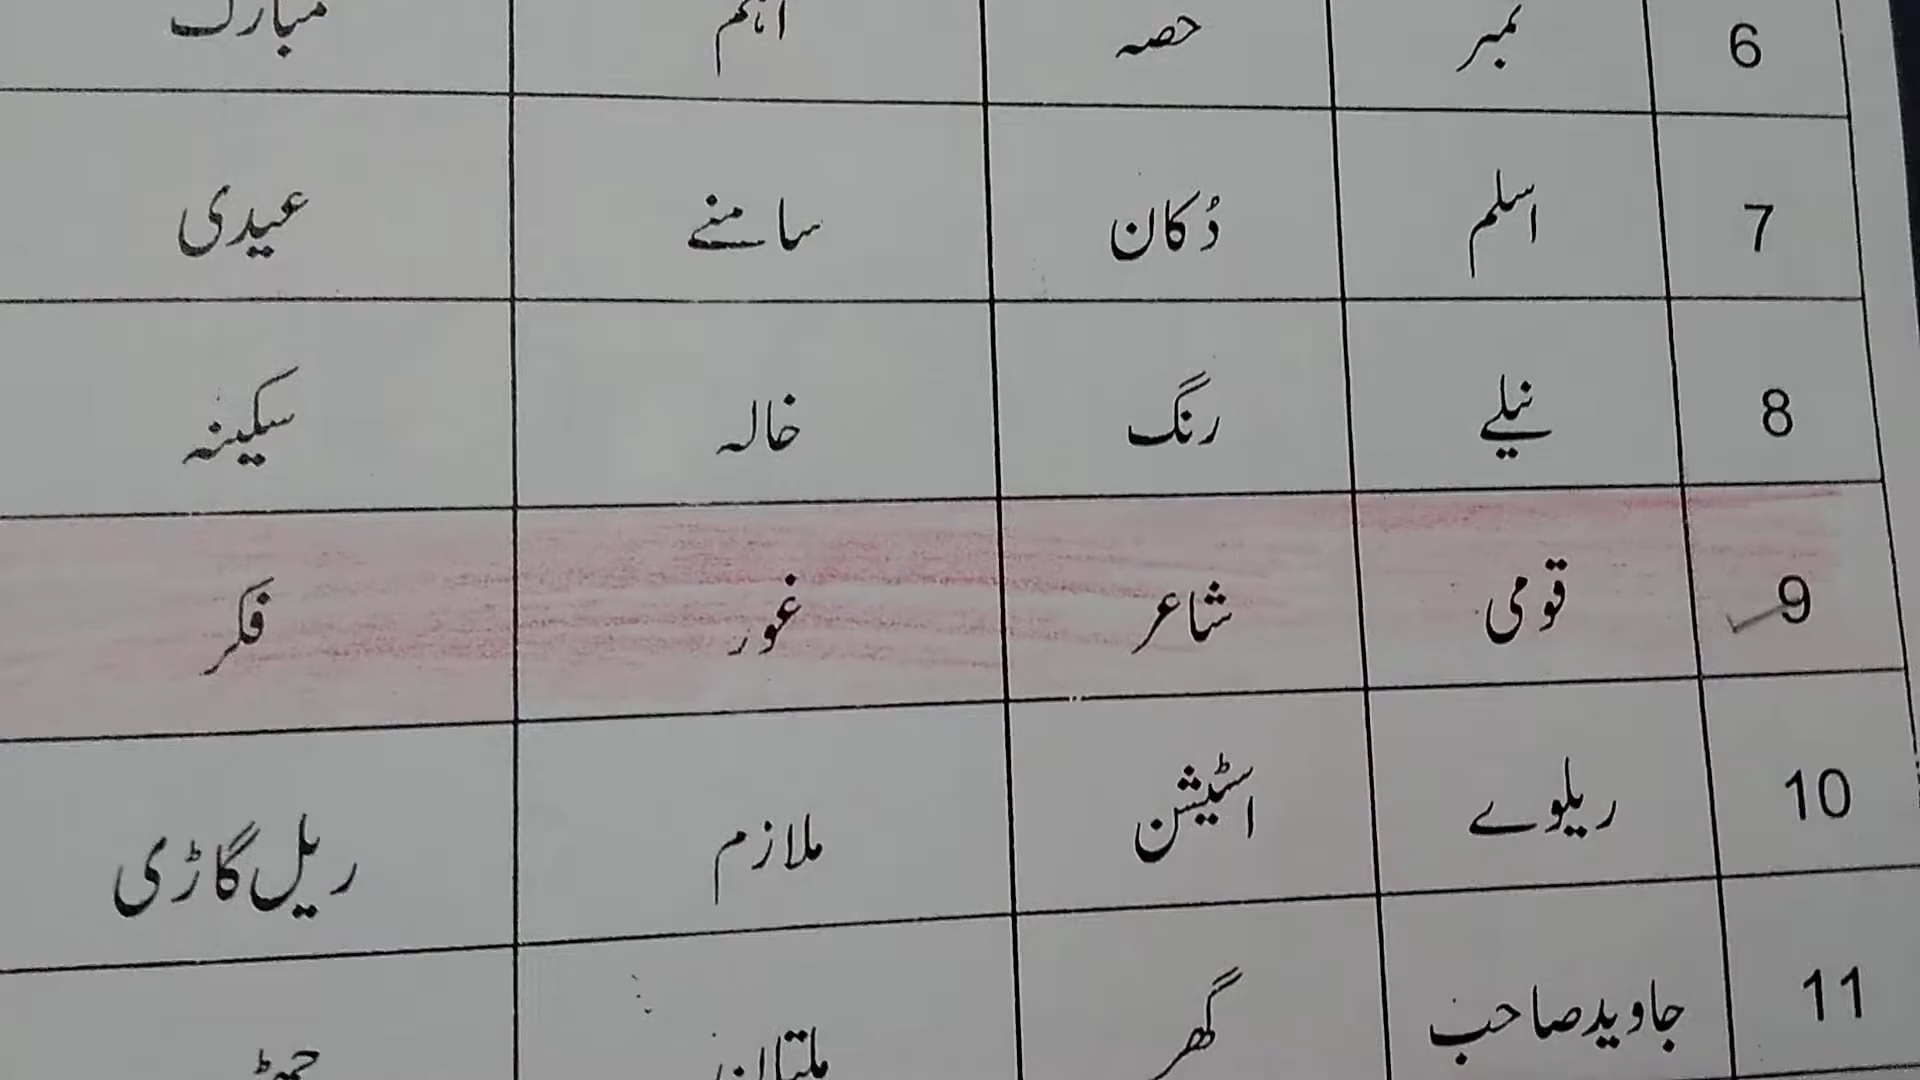 6 نمبر حصہ اہم مبارک
7 اسلم دُکان سامنے عیدی
8 نیلے رنگ خالہ سکینہ
9 قومی شاعر غور فکر
10 ریلوے اسٹیشن ملازم ریل گاڑی
11 جاوید صاحب گھر ملتان